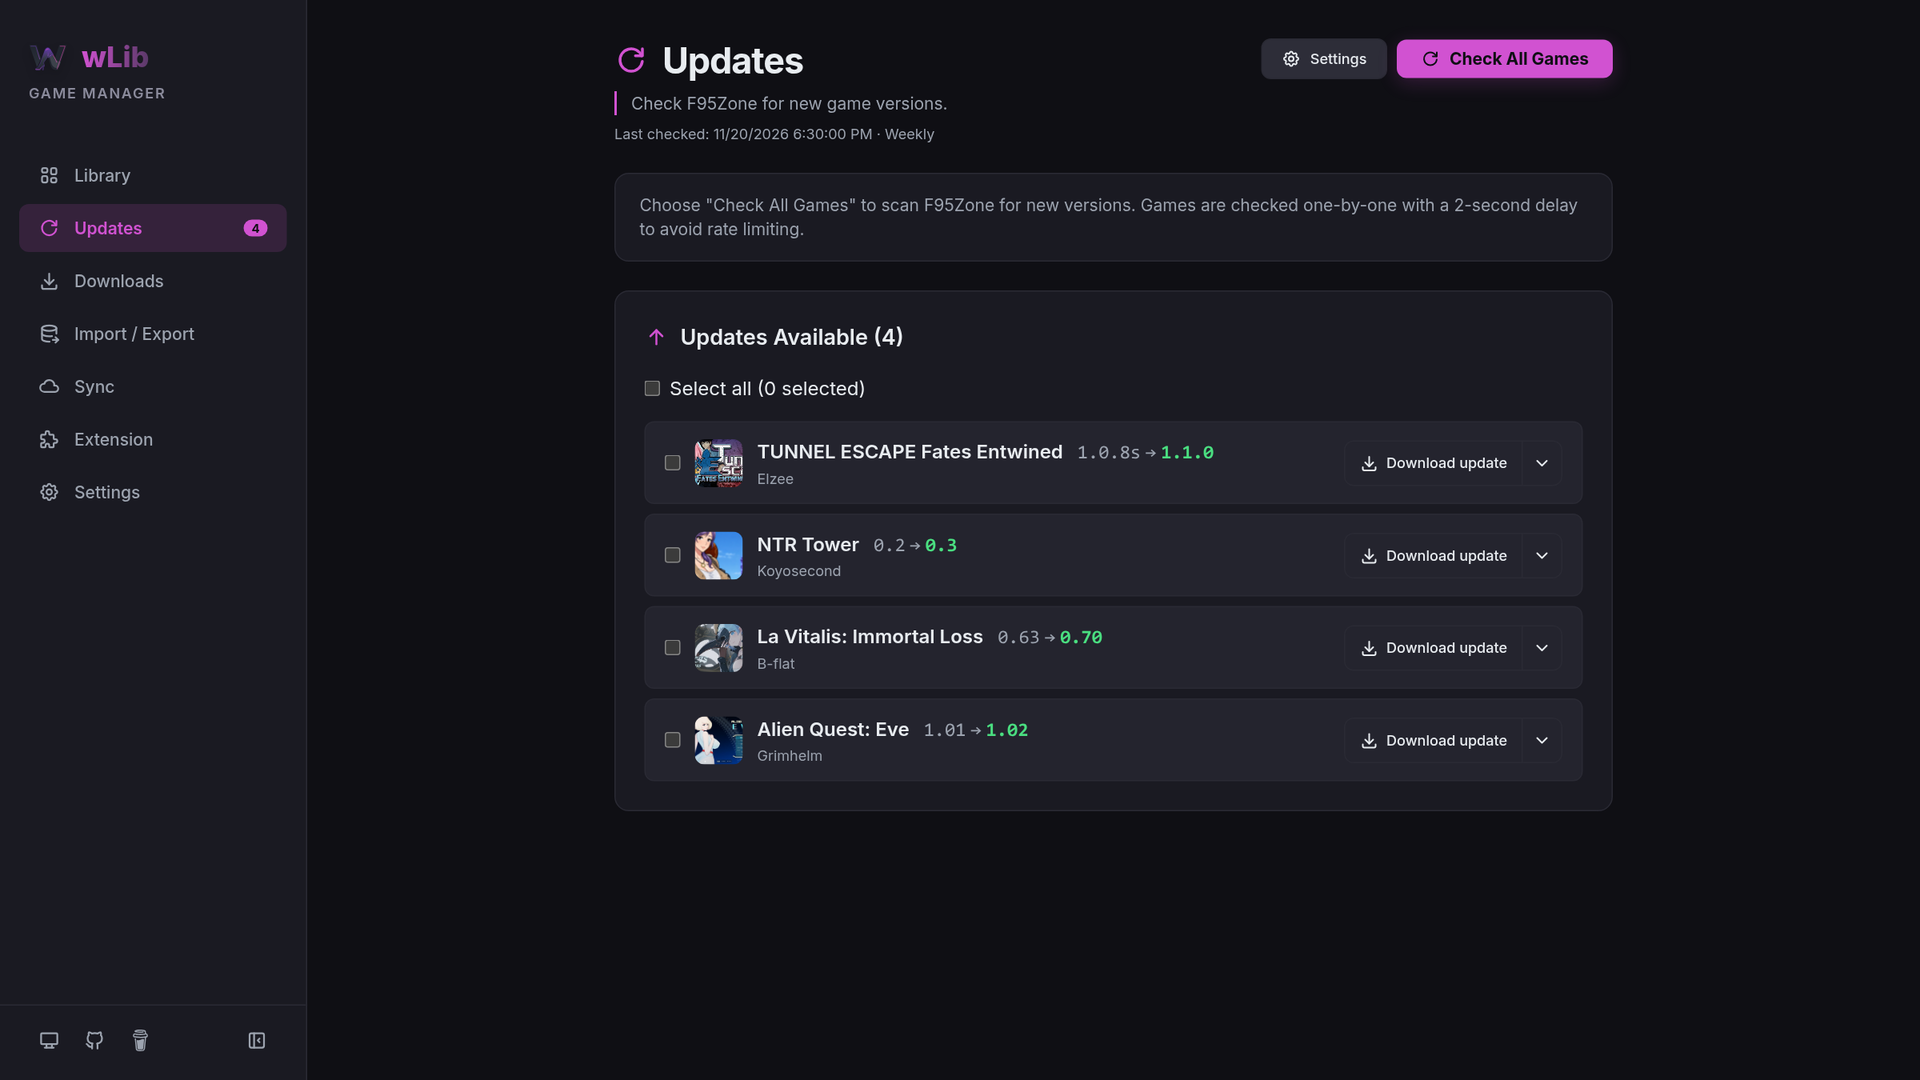 wLib
GAME MANAGER
Library
Updates 4
Downloads
Import / Export
Sync
Extension
Settings
Updates
Settings
Check All Games
Check F95Zone for new game versions.
Last checked: 11/20/2026 6:30:00 PM · Weekly
Choose "Check All Games" to scan F95Zone for new versions. Games are checked one-by-one with a 2-second delay
to avoid rate limiting.
Updates Available (4)
Select all (0 selected)
TUNNEL ESCAPE Fates Entwined 1.0.8s → 1.1.0
Elzee
Download update
NTR Tower 0.2 → 0.3
Koyosecond
Download update
La Vitalis: Immortal Loss 0.63 → 0.70
B-flat
Download update
Alien Quest: Eve 1.01 → 1.02
Grimhelm
Download update